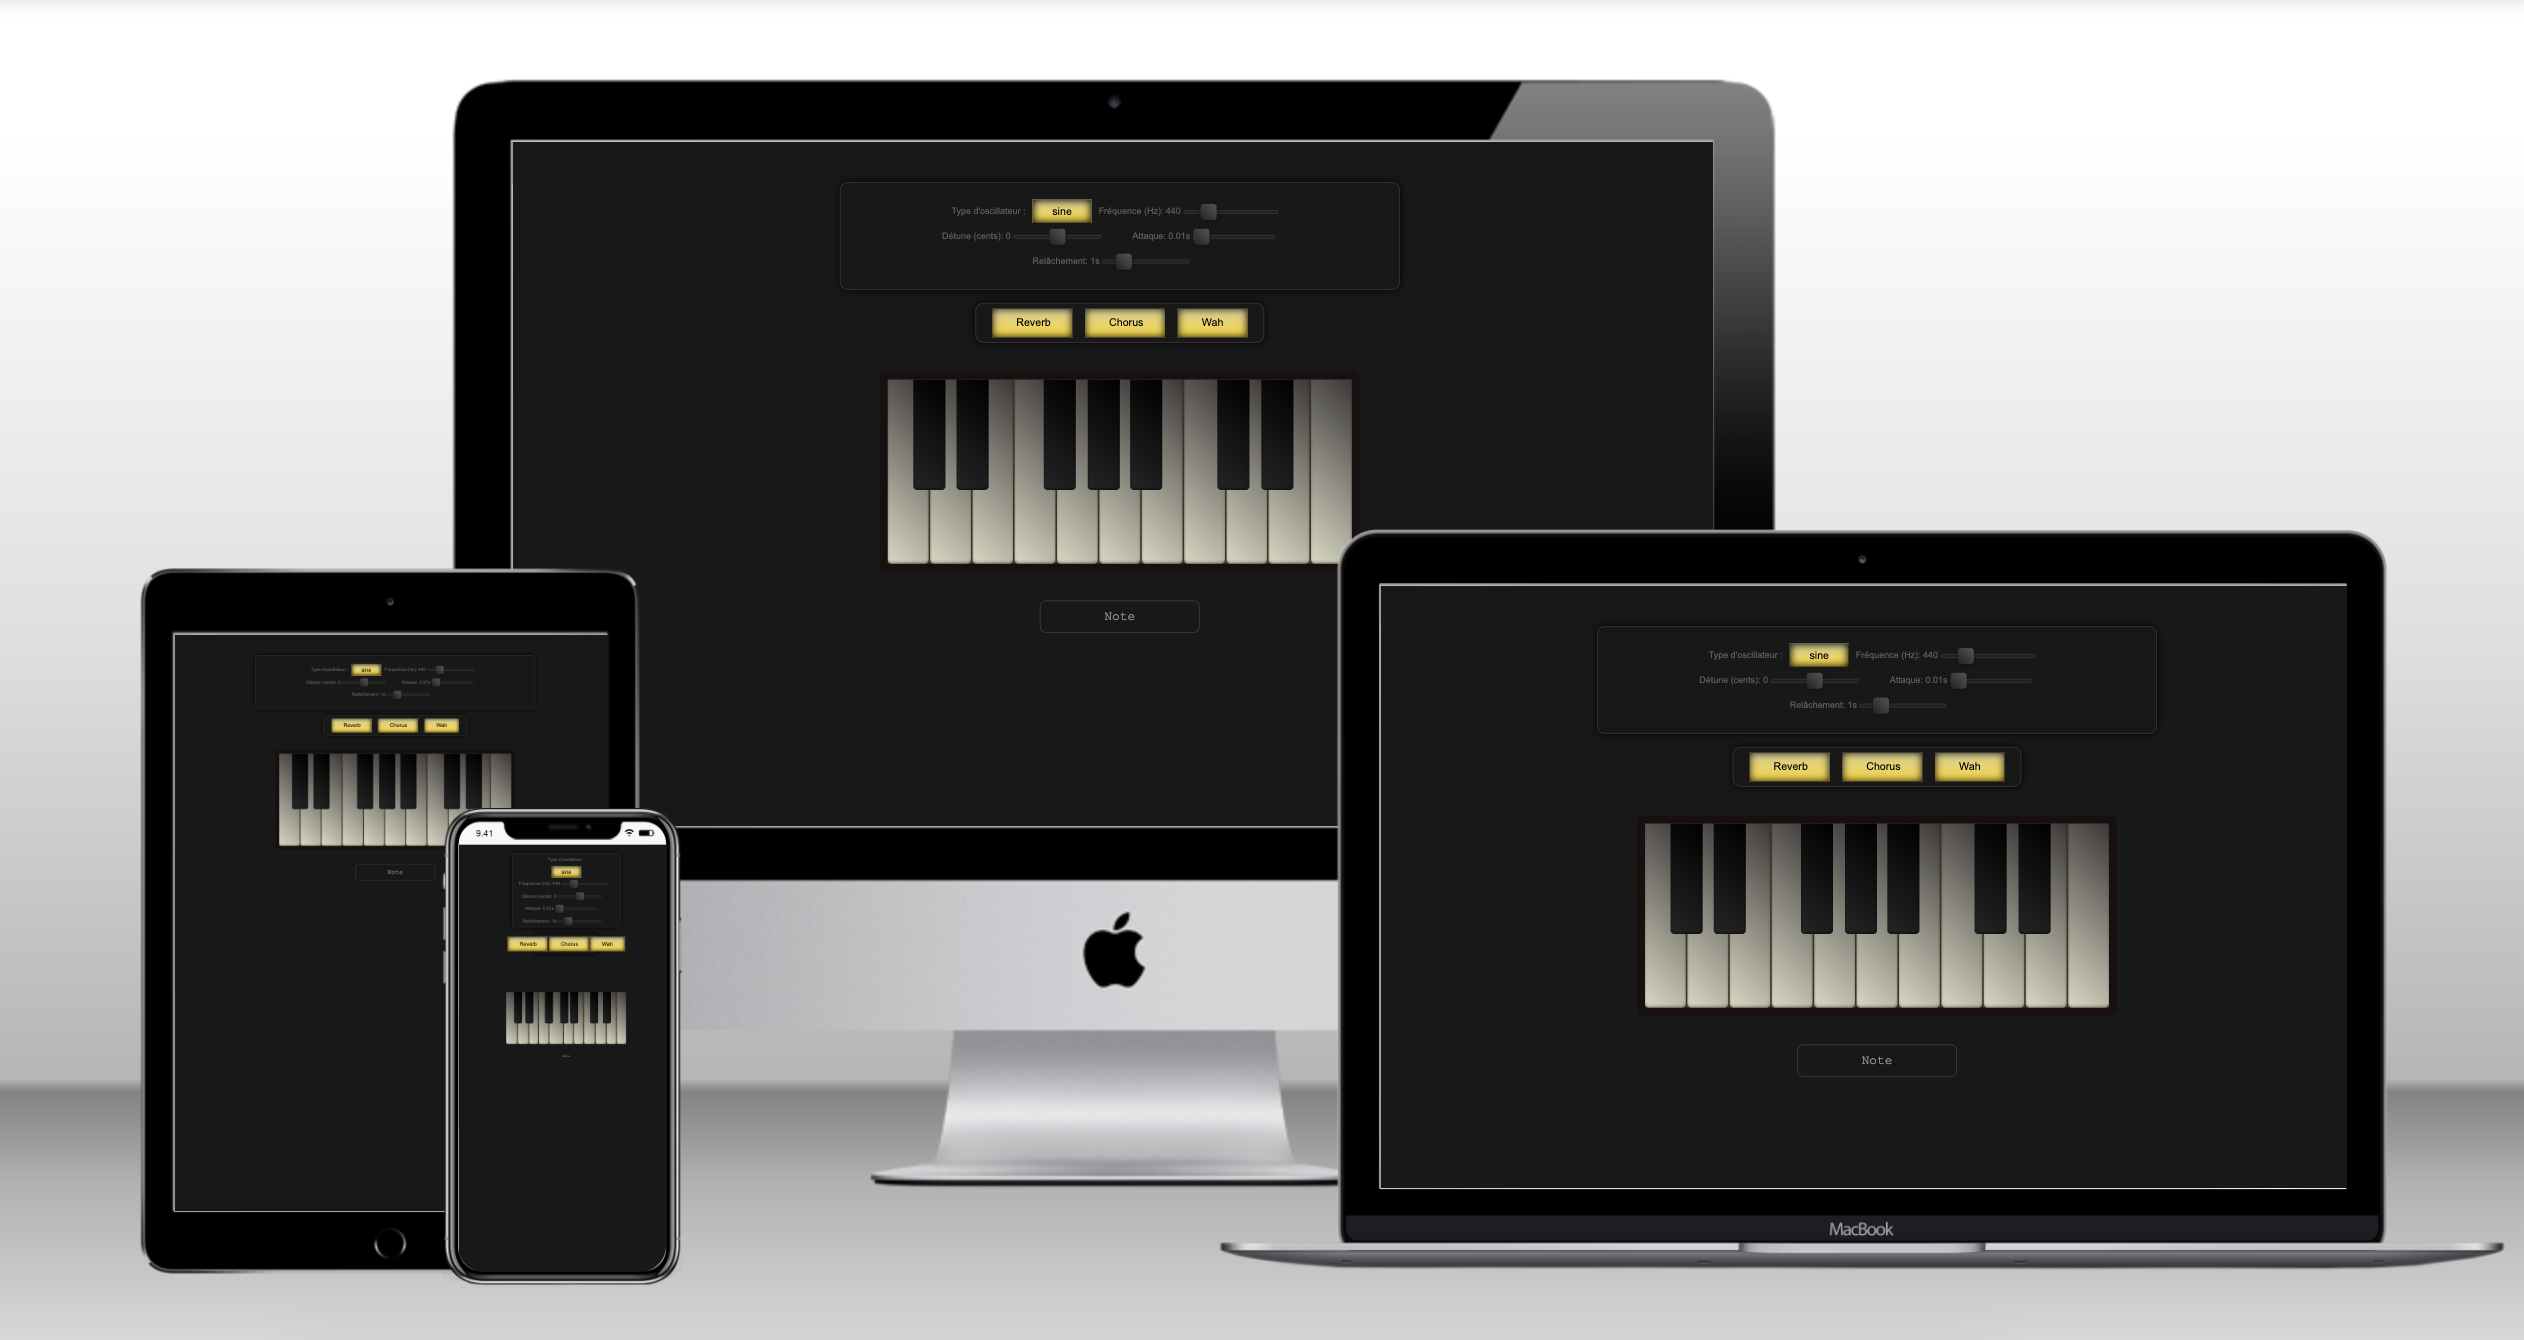 Type d'oscillateur : sine Fréquence (Hz): 440
Détune (cents): 0 Attaque: 0.01s
Relâchement: 1s
Reverb Chorus Wah
Note
Type d'oscillateur : sine Fréquence (Hz): 440
Détune (cents): 0 Attaque: 0.01s
Relâchement: 1s
Reverb Chorus Wah
Note
Type d'oscillateur : sine Fréquence (Hz): 440
Détune (cents): 0 Attaque: 0.01s
Relâchement: 1s
Reverb Chorus Wah
Note
MacBook
9.41
Type d'oscillateur :
sine
Fréquence (Hz): 440
Détune (cents): 0
Attaque: 0.01s
Relâchement: 1s
Reverb Chorus Wah